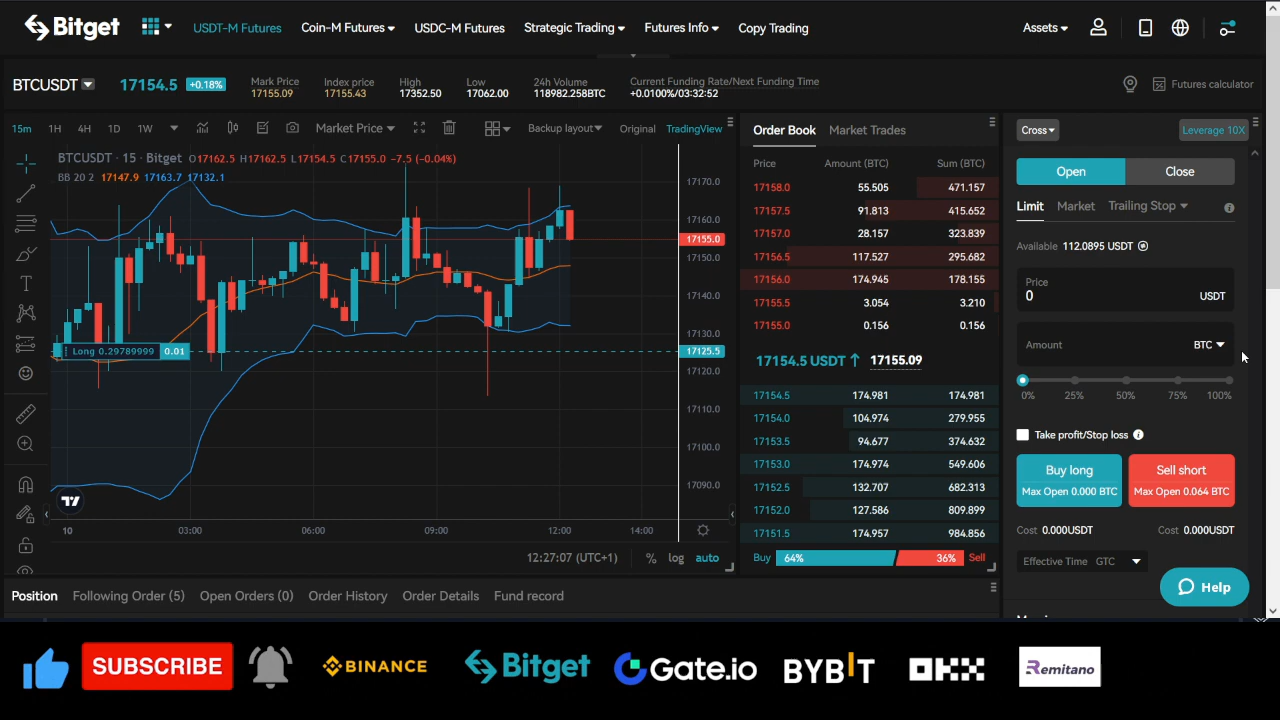 Bitget USDT-M Futures Coin-M Futures USDC-M Futures Strategic Trading Futures Info Copy Trading Assets
BTCUSDT 17154.5 +0.18% Mark Price Index price High Low 24h Volume Current Funding Rate/Next Funding Time Futures calculator
17155.09 17155.43 17352.50 17062.00 118982.258BTC +0.0100%/03:32:52
15m 1H 4H 1D 1W Market Price Backup layout Original TradingView
BTCUSDT · 15 · Bitget O17162.5 H17162.5 L17154.5 C17155.0 -7.5 (-0.04%)
BB 20 2 17147.9 17163.7 17132.1
17170.0
17160.0
17155.0
17150.0
17140.0
17130.0
Long 0.29789999 0.01 17125.5
17120.0
17110.0
17100.0
17090.0
10 03:00 06:00 09:00 12:00 14:00
12:27:07 (UTC+1) % log auto
Order Book Market Trades
Price Amount (BTC) Sum (BTC)
17158.0 55.505 471.157
17157.5 91.813 415.652
17157.0 28.157 323.839
17156.5 117.527 295.682
17156.0 174.945 178.155
17155.5 3.054 3.210
17155.0 0.156 0.156
17154.5 USDT 17155.09
17154.5 174.981 174.981
17154.0 104.974 279.955
17153.5 94.677 374.632
17153.0 174.974 549.606
17152.5 132.707 682.313
17152.0 127.586 809.899
17151.5 174.957 984.856
Buy 64% 36% Sell
Cross Leverage 10X
Open Close
Limit Market Trailing Stop
Available 112.0895 USDT
Price
0 USDT
Amount BTC
0% 25% 50% 75% 100%
Take profit/Stop loss
Buy long Sell short
Max Open 0.000 BTC Max Open 0.064 BTC
Cost 0.000USDT Cost 0.000USDT
Effective Time GTC
Help
Position Following Order (5) Open Orders (0) Order History Order Details Fund record
SUBSCRIBE BINANCE Bitget Gate.io BYBIT OKX Remitano